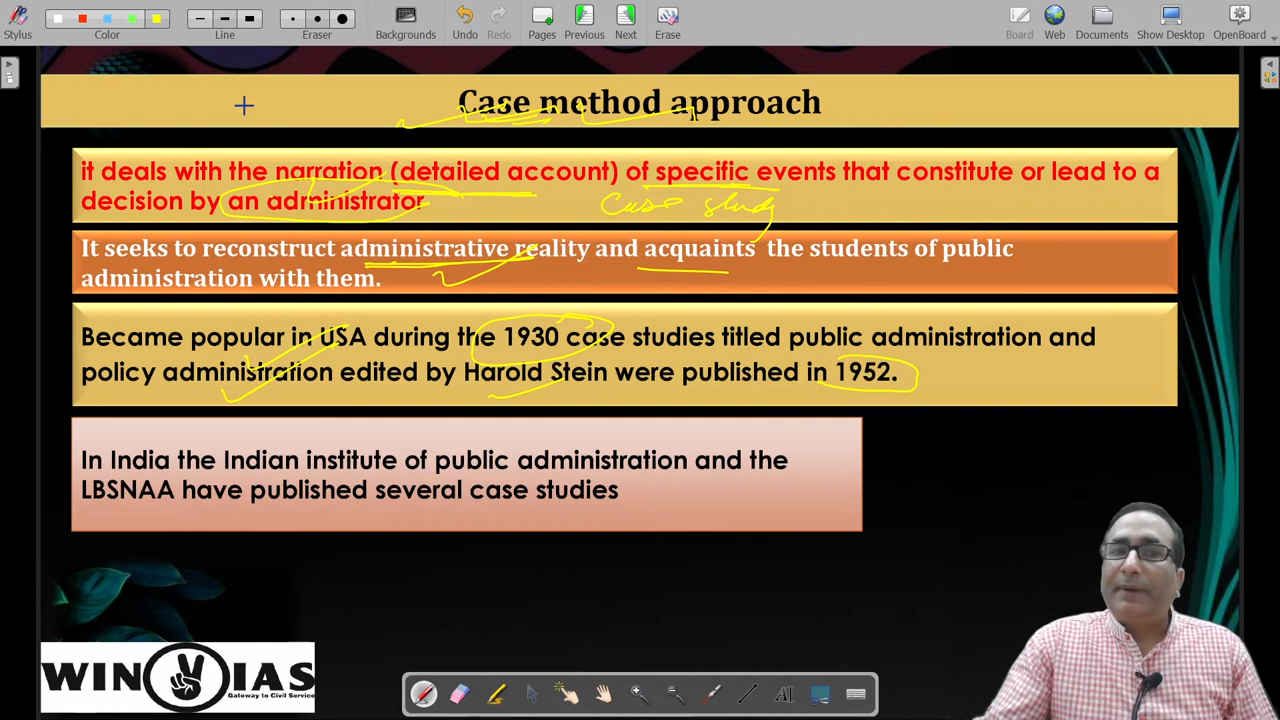 Stylus
Color
Line
Eraser
Backgrounds
Undo
Redo
Pages
Previous
Next
Erase
Board
Web
Documents
Show Desktop
OpenBoard
Case method approach
it deals with the narration (detailed account) of specific events that constitute or lead to a
decision by an administrator
Case study
It seeks to reconstruct administrative reality and acquaints the students of public
administration with them.
Became popular in USA during the 1930 case studies titled public administration and
policy administration edited by Harold Stein were published in 1952.
In India the Indian institute of public administration and the
LBSNAA have published several case studies
WIN IAS
Gateway to Civil Service
AI